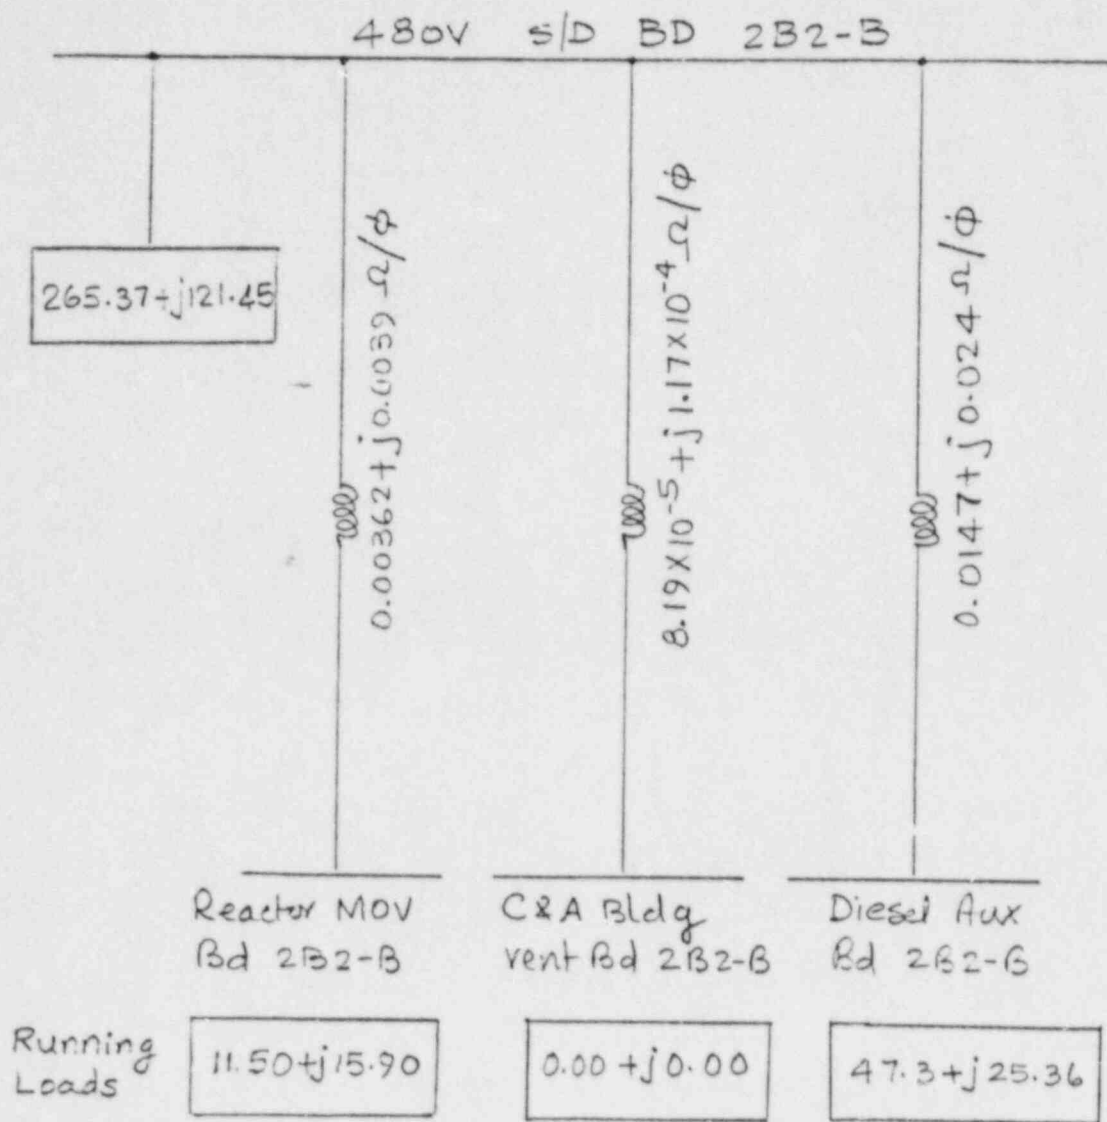 480V S/D BD 2B2-B
265.37+j121.45
0.00362+j0.0039 Ω/ϕ
8.19X10⁻⁵+j1.17X10⁻⁴ Ω/ϕ
0.0147+j0.024 Ω/ϕ
Reactor MOV
Bd 2B2-B
C&A Bldg
vent Bd 2B2-B
Diesel Aux
Bd 2B2-B
Running
Loads
11.50+j15.90
0.00+j0.00
47.3+j25.36